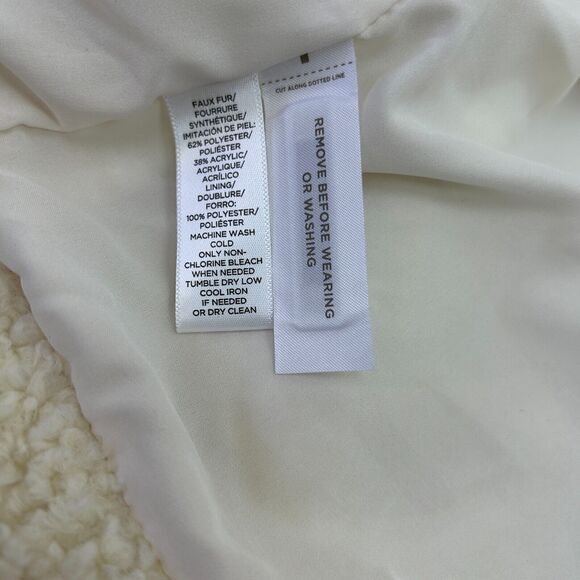 FAUX FUR/
FOURRURE
SYNTHÉTIQUE/
IMITACIÓN DE PIEL:
62% POLYESTER/
POLIÉSTER
38% ACRYLIC/
ACRYLIQUE/
ACRÍLICO
LINING/
DOUBLURE/
FORRO:
100% POLYESTER/
POLIÉSTER
MACHINE WASH
COLD
ONLY NON-
CHLORINE BLEACH
WHEN NEEDED
TUMBLE DRY LOW
COOL IRON
IF NEEDED
OR DRY CLEAN
CUT ALONG DOTTED LINE
REMOVE BEFORE WEARING
OR WASHING